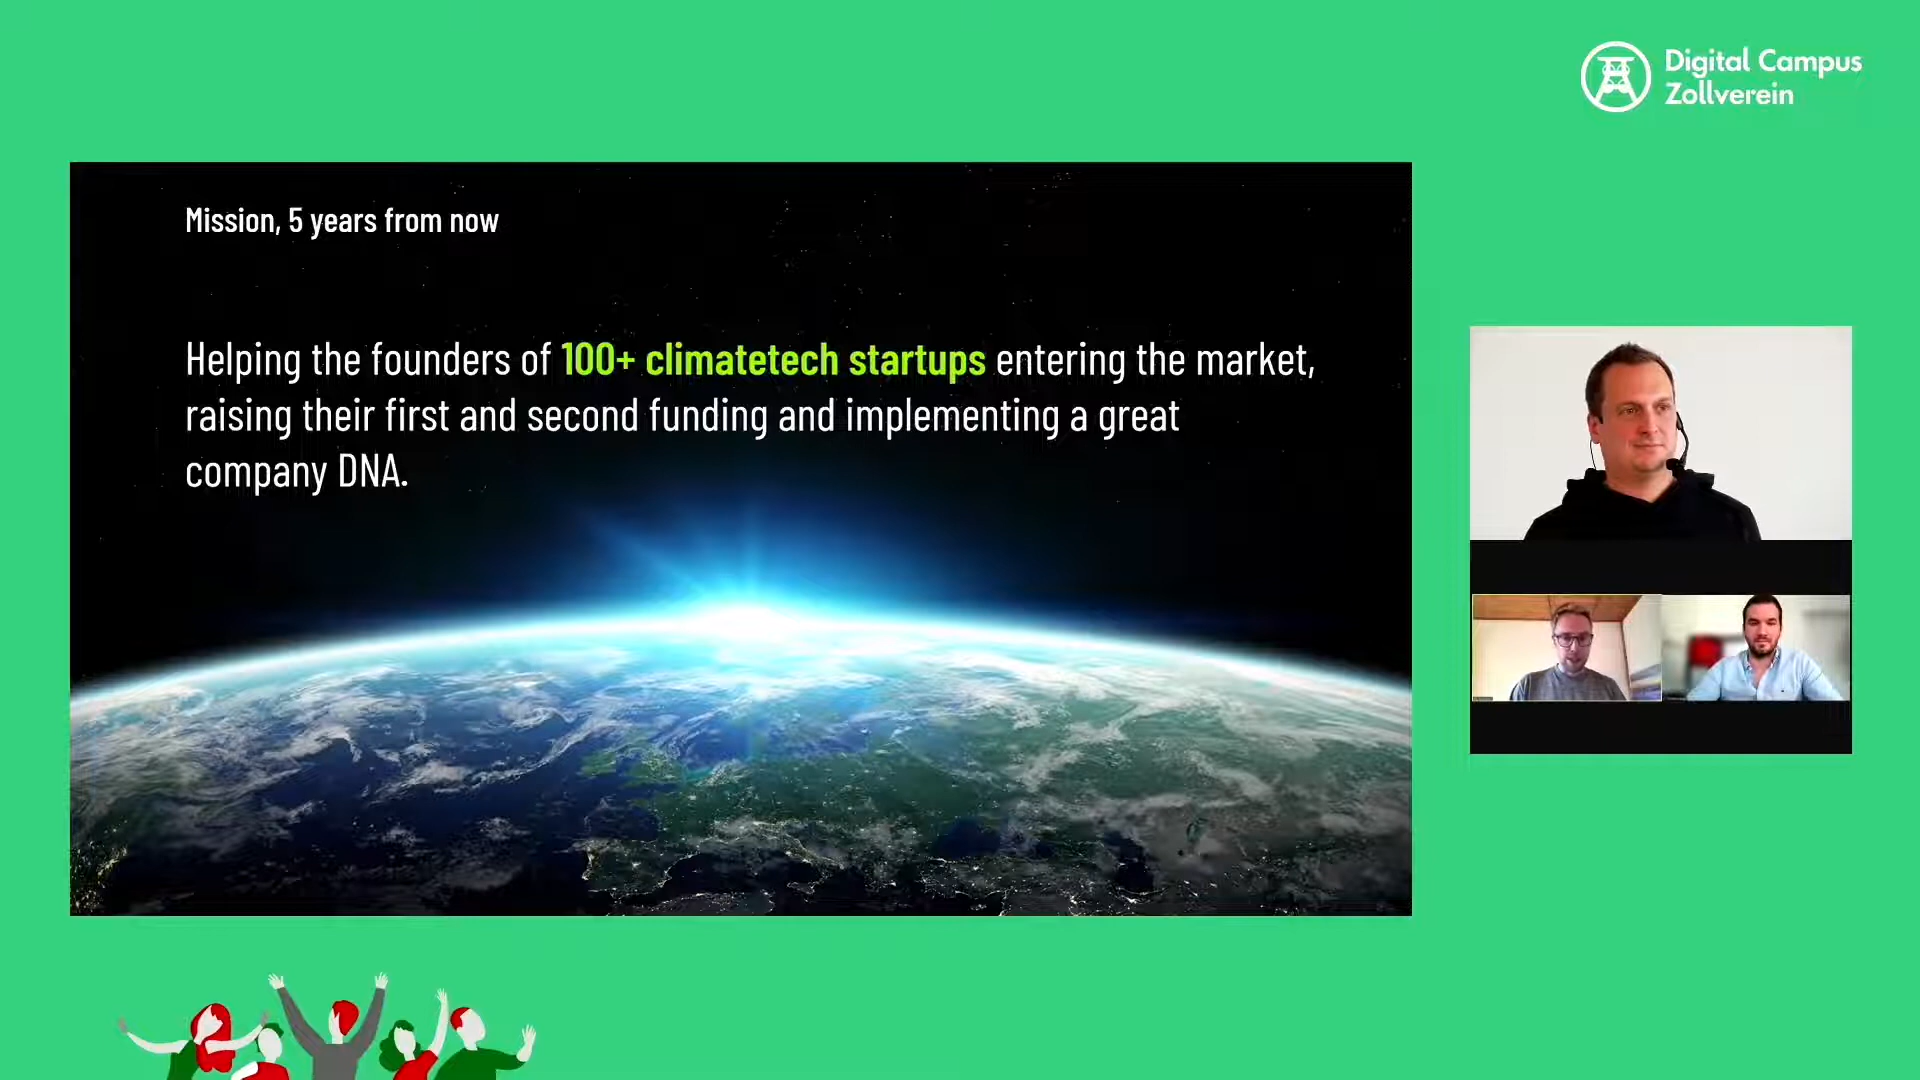 Digital Campus
Zollverein
Mission, 5 years from now
Helping the founders of 100+ climatetech startups entering the market,
raising their first and second funding and implementing a great
company DNA.